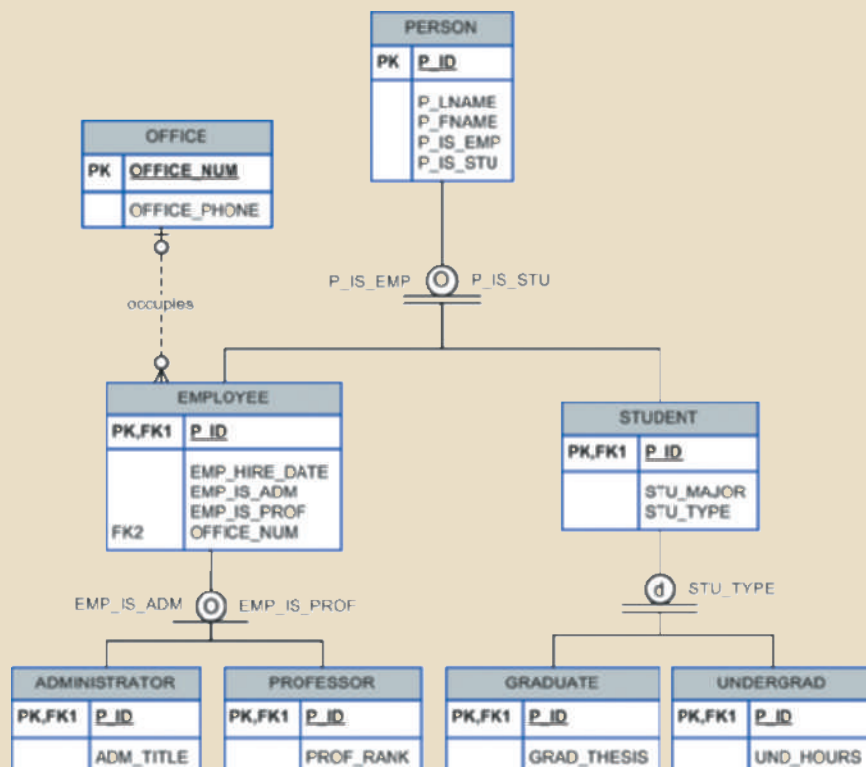 PERSON
PK P_ID
P_LNAME
P_FNAME
P_IS_EMP
P_IS_STU
OFFICE
PK OFFICE_NUM
OFFICE_PHONE
P_IS_EMP O P_IS_STU
occupies
EMPLOYEE
PK,FK1 P_ID
EMP_HIRE_DATE
EMP_IS_ADM
EMP_IS_PROF
FK2 OFFICE_NUM
STUDENT
PK,FK1 P_ID
STU_MAJOR
STU_TYPE
EMP_IS_ADM O EMP_IS_PROF
d STU_TYPE
ADMINISTRATOR
PK,FK1 P_ID
ADM_TITLE
PROFESSOR
PK,FK1 P_ID
PROF_RANK
GRADUATE
PK,FK1 P_ID
GRAD_THESIS
UNDERGRAD
PK,FK1 P_ID
UND_HOURS